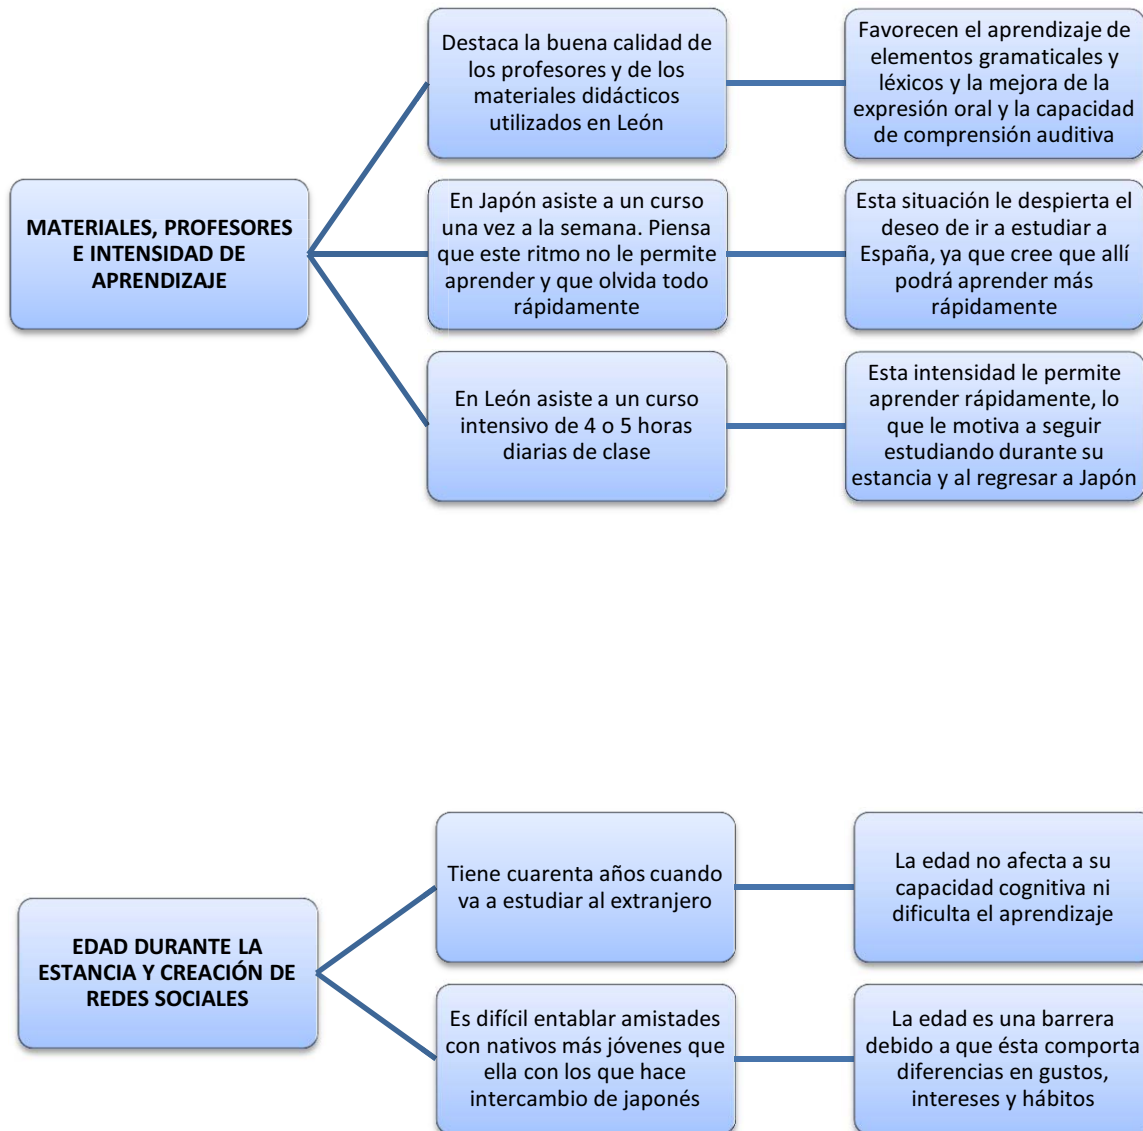 MATERIALES, PROFESORES
E INTENSIDAD DE
APRENDIZAJE
Destaca la buena calidad de
los profesores y de los
materiales didácticos
utilizados en León
Favorecen el aprendizaje de
elementos gramaticales y
léxicos y la mejora de la
expresión oral y la capacidad
de comprensión auditiva
En Japón asiste a un curso
una vez a la semana. Piensa
que este ritmo no le permite
aprender y que olvida todo
rápidamente
Esta situación le despierta el
deseo de ir a estudiar a
España, ya que cree que allí
podrá aprender más
rápidamente
En León asiste a un curso
intensivo de 4 o 5 horas
diarias de clase
Esta intensidad le permite
aprender rápidamente, lo
que le motiva a seguir
estudiando durante su
estancia y al regresar a Japón
EDAD DURANTE LA
ESTANCIA Y CREACIÓN DE
REDES SOCIALES
Tiene cuarenta años cuando
va a estudiar al extranjero
La edad no afecta a su
capacidad cognitiva ni
dificulta el aprendizaje
Es difícil entablar amistades
con nativos más jóvenes que
ella con los que hace
intercambio de japonés
La edad es una barrera
debido a que ésta comporta
diferencias en gustos,
intereses y hábitos